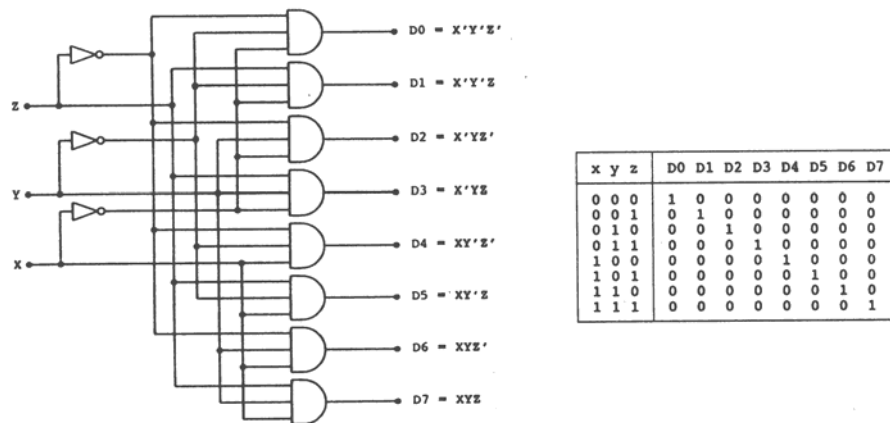 D0 = X'Y'Z'
D1 = X'Y'Z
Z
D2 = X'YZ'
D3 = X'YZ
Y
D4 = XY'Z'
X
D5 = XY'Z
D6 = XYZ'
D7 = XYZ
x y z D0 D1 D2 D3 D4 D5 D6 D7
0 0 0 1 0 0 0 0 0 0 0
0 0 1 0 1 0 0 0 0 0 0
0 1 0 0 0 1 0 0 0 0 0
0 1 1 0 0 0 1 0 0 0 0
1 0 0 0 0 0 0 1 0 0 0
1 0 1 0 0 0 0 0 1 0 0
1 1 0 0 0 0 0 0 0 1 0
1 1 1 0 0 0 0 0 0 0 1